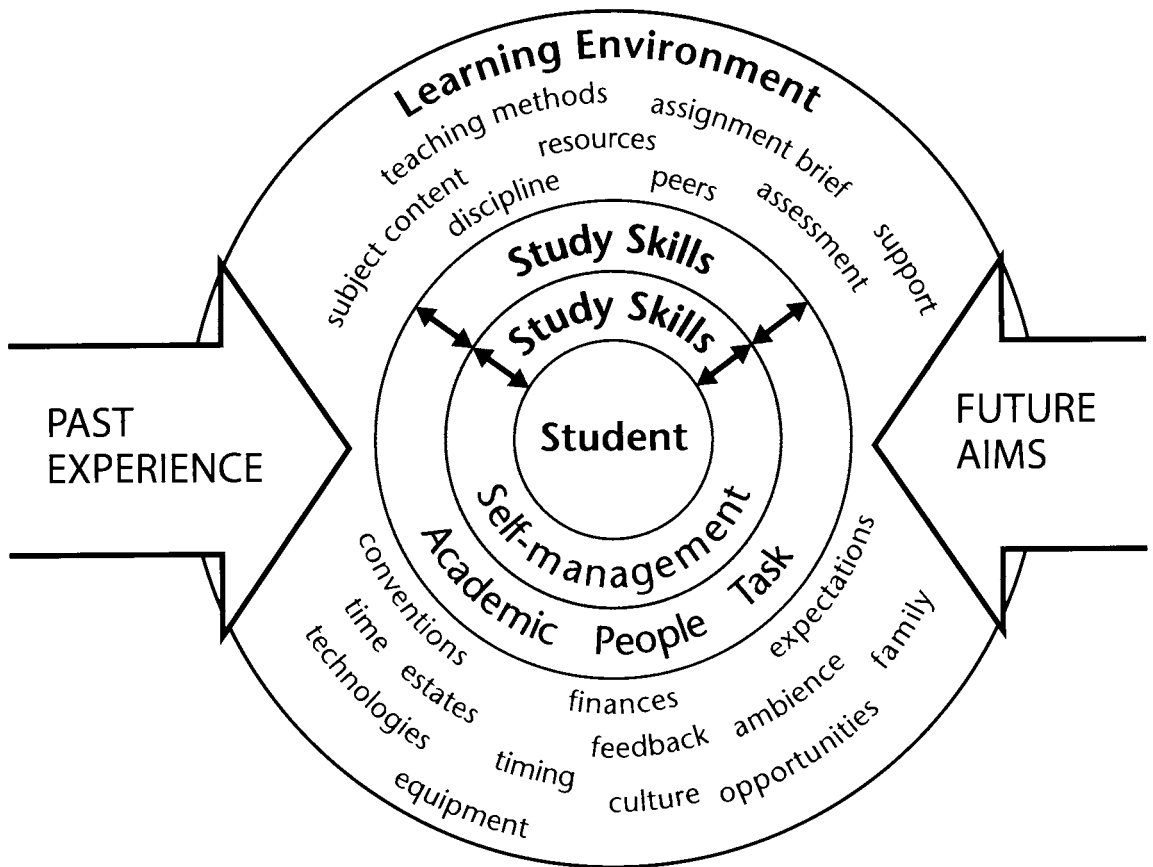 Learning Environment
teaching methods
assignment brief
resources
subject content
discipline
peers
assessment
support
Study Skills
Study Skills
Student
PAST
EXPERIENCE
FUTURE
AIMS
Self-management
Academic People Task
conventions
expectations
time
estates
finances
ambience
family
technologies
timing
feedback
opportunities
equipment
culture